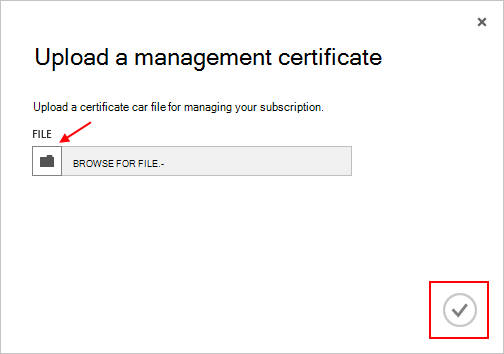 Upload a management certificate
Upload a certificate car file for managing your subscription.
FILE
BROWSE FOR FILE.-